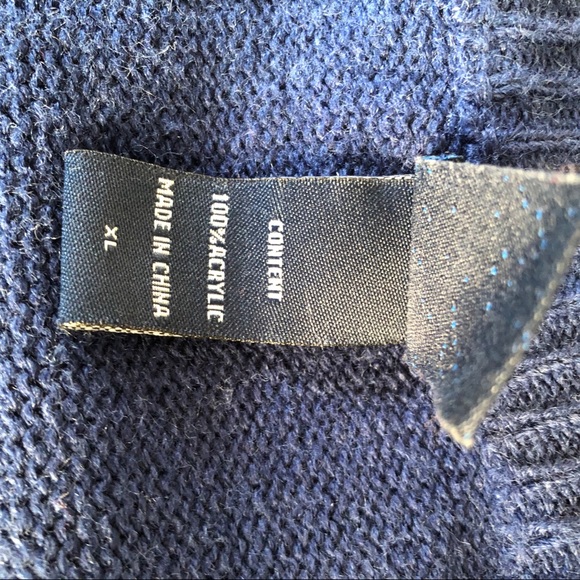 CONTENT
100%ACRYLIC
MADE IN CHINA
XL